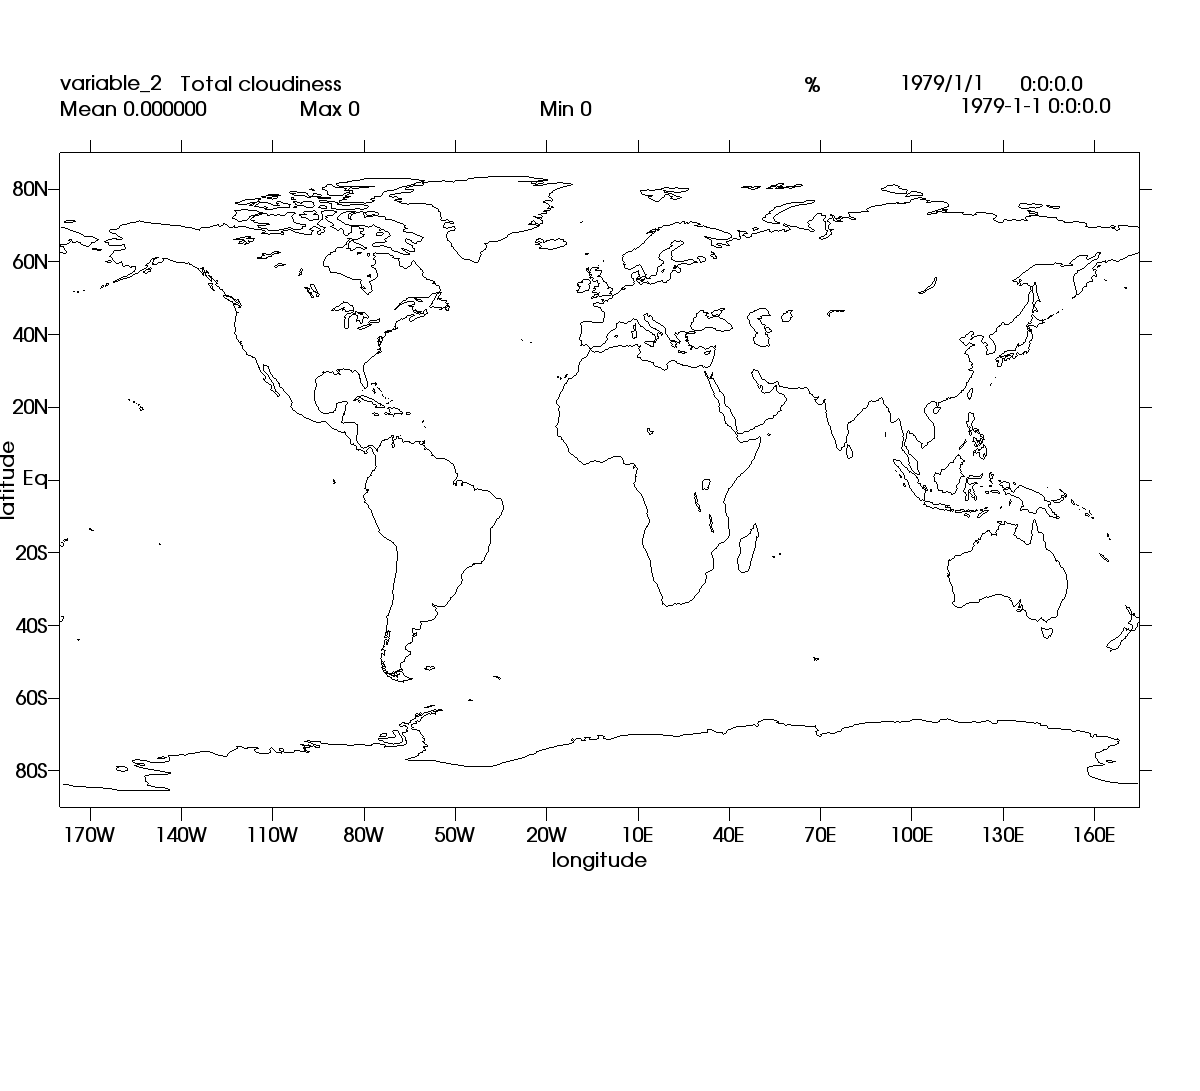 variable_2 Total cloudiness % 1979/1/1 0:0:0.0
Mean 0.000000 Max 0 Min 0 1979-1-1 0:0:0.0
80N
60N
40N
20N
latitude
Eq
20S
40S
60S
80S
170W 140W 110W 80W 50W 20W 10E 40E 70E 100E 130E 160E
longitude